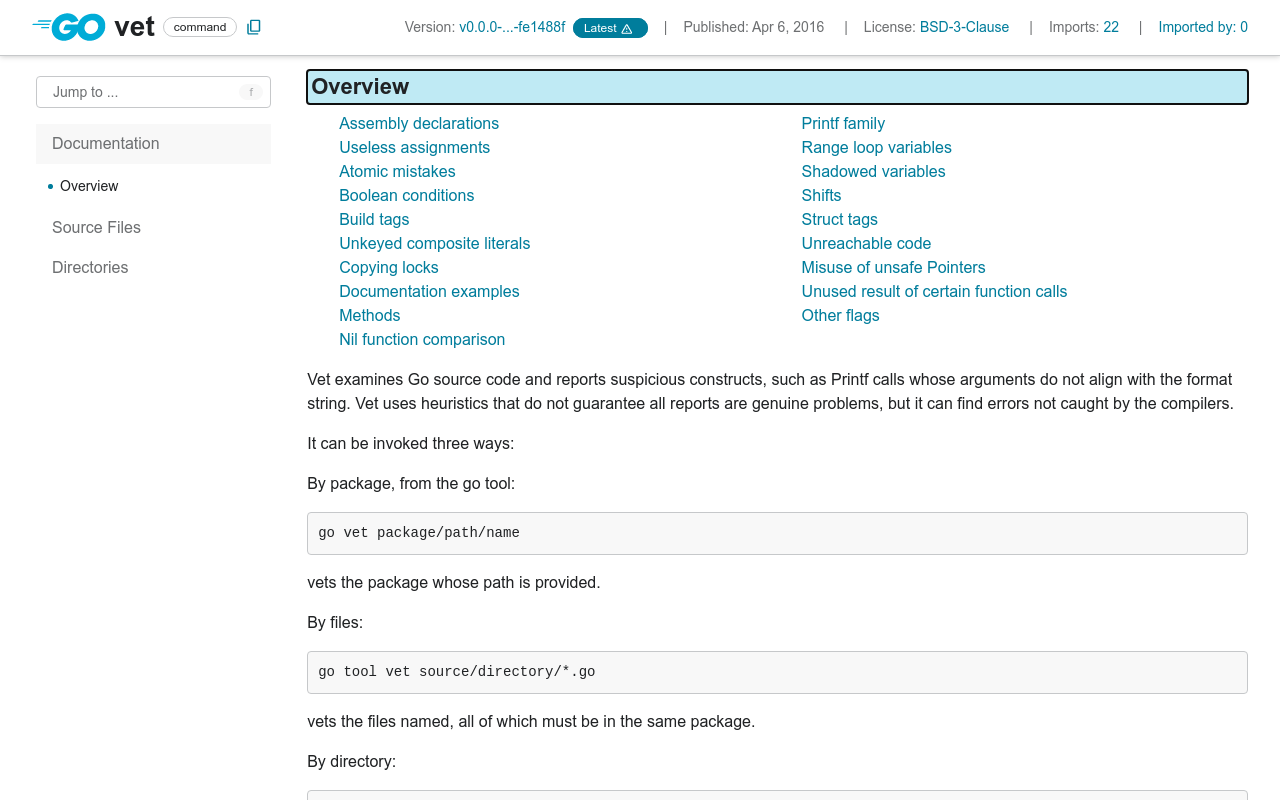 GO vet command Version: v0.0.0-...-fe1488f Latest | Published: Apr 6, 2016 | License: BSD-3-Clause | Imports: 22 | Imported by: 0
Jump to ... f
Documentation
Overview
Source Files
Directories
Overview
Assembly declarations
Useless assignments
Atomic mistakes
Boolean conditions
Build tags
Unkeyed composite literals
Copying locks
Documentation examples
Methods
Nil function comparison
Printf family
Range loop variables
Shadowed variables
Shifts
Struct tags
Unreachable code
Misuse of unsafe Pointers
Unused result of certain function calls
Other flags
Vet examines Go source code and reports suspicious constructs, such as Printf calls whose arguments do not align with the format
string. Vet uses heuristics that do not guarantee all reports are genuine problems, but it can find errors not caught by the compilers.
It can be invoked three ways:
By package, from the go tool:
go vet package/path/name
vets the package whose path is provided.
By files:
go tool vet source/directory/*.go
vets the files named, all of which must be in the same package.
By directory: